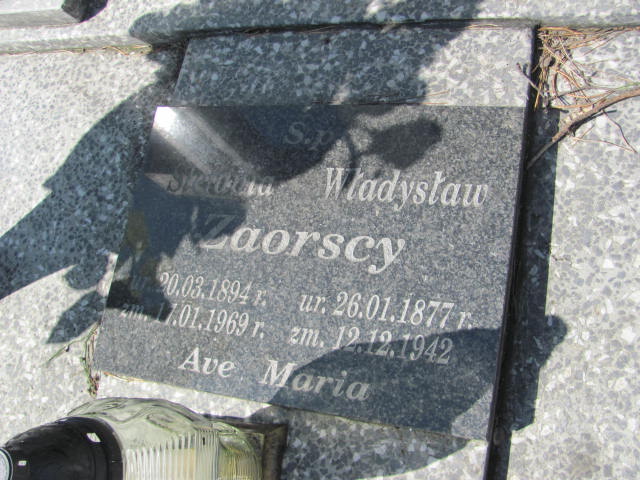 Ś.p.
Władysław
Zaorscy
ur. 20.03.1894 r. ur. 26.01.1877 r.
zm. 17.01.1969 r. zm. 12.12.1942
Ave Maria